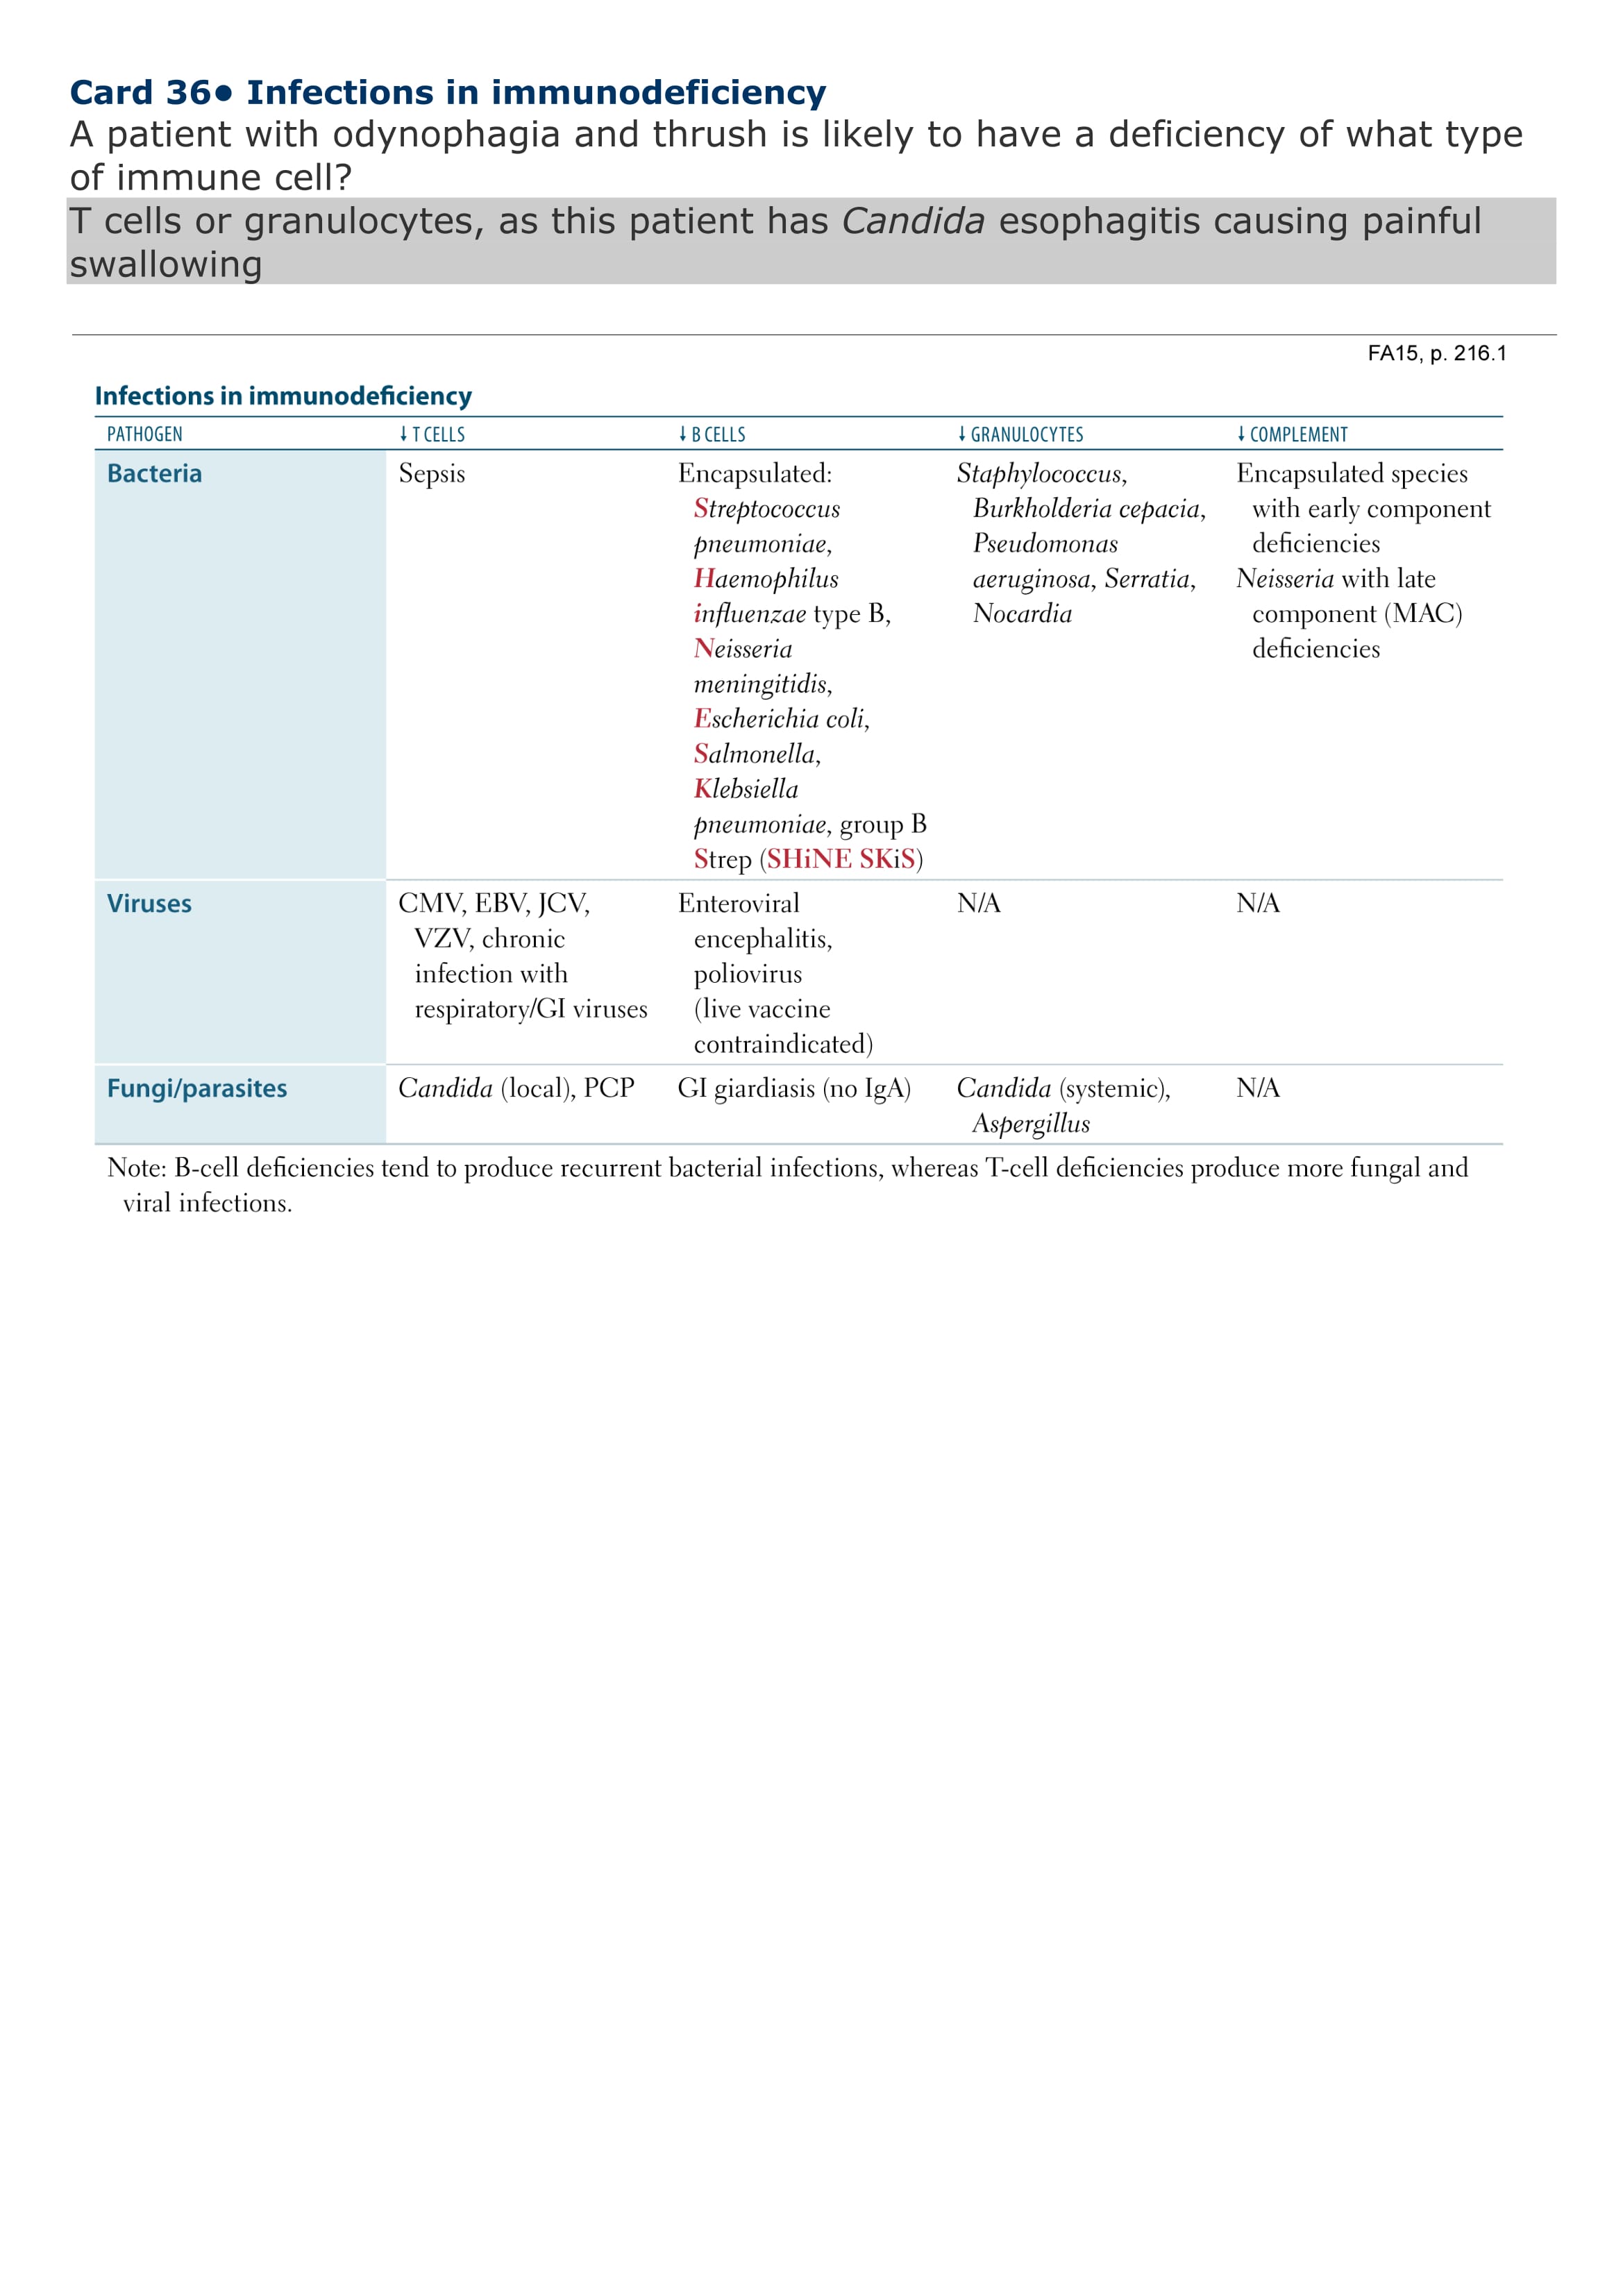 Card 36• Infections in immunodeficiency
A patient with odynophagia and thrush is likely to have a deficiency of what type
of immune cell?
T cells or granulocytes, as this patient has Candida esophagitis causing painful
swallowing
FA15, p. 216.1
Infections in immunodeficiency
PATHOGEN ↓ T CELLS ↓ B CELLS ↓ GRANULOCYTES ↓ COMPLEMENT
Bacteria
Sepsis
Encapsulated:
Streptococcus
pneumoniae,
Haemophilus
influenzae type B,
Neisseria
meningitidis,
Escherichia coli,
Salmonella,
Klebsiella
pneumoniae, group B
Strep (SHiNE SKiS)
Staphylococcus,
Burkholderia cepacia,
Pseudomonas
aeruginosa, Serratia,
Nocardia
Encapsulated species
with early component
deficiencies
Neisseria with late
component (MAC)
deficiencies
Viruses
CMV, EBV, JCV,
VZV, chronic
infection with
respiratory/GI viruses
Enteroviral
encephalitis,
poliovirus
(live vaccine
contraindicated)
N/A
N/A
Fungi/parasites
Candida (local), PCP
GI giardiasis (no IgA)
Candida (systemic),
Aspergillus
N/A
Note: B-cell deficiencies tend to produce recurrent bacterial infections, whereas T-cell deficiencies produce more fungal and
viral infections.